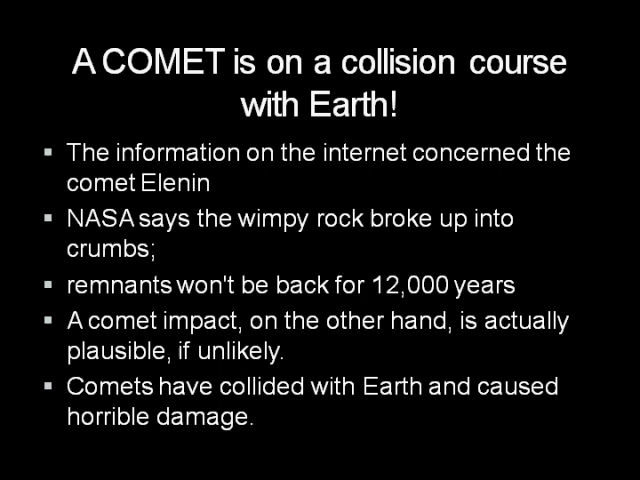 A COMET is on a collision course
with Earth!
▪ The information on the internet concerned the
comet Elenin
▪ NASA says the wimpy rock broke up into
crumbs;
▪ remnants won't be back for 12,000 years
▪ A comet impact, on the other hand, is actually
plausible, if unlikely.
▪ Comets have collided with Earth and caused
horrible damage.